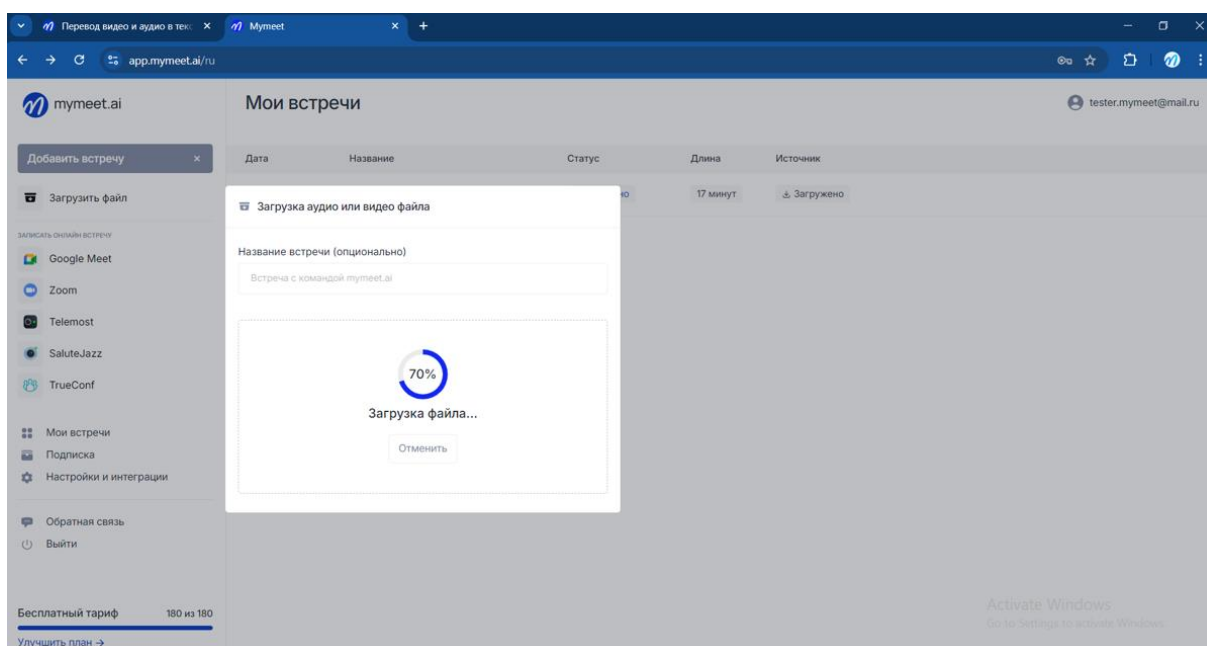 Перевод видео и аудио в текс
Mymeet
app.mymeet.ai/ru
mymeet.ai
Мои встречи
tester.mymeet@mail.ru
Добавить встречу
Дата Название Статус Длина Источник
Загрузить файл
но 17 минут Загружено
Загрузка аудио или видео файла
ЗАПИСАТЬ ОНЛАЙН ВСТРЕЧУ
Название встречи (опционально)
Google Meet
Встреча с командой mymeet.ai
Zoom
Telemost
SaluteJazz
70%
TrueConf
Загрузка файла...
Мои встречи
Отменить
Подписка
Настройки и интеграции
Обратная связь
Выйти
Бесплатный тариф 180 из 180
Activate Windows
Go to Settings to activate Windows.
Улучшить план →